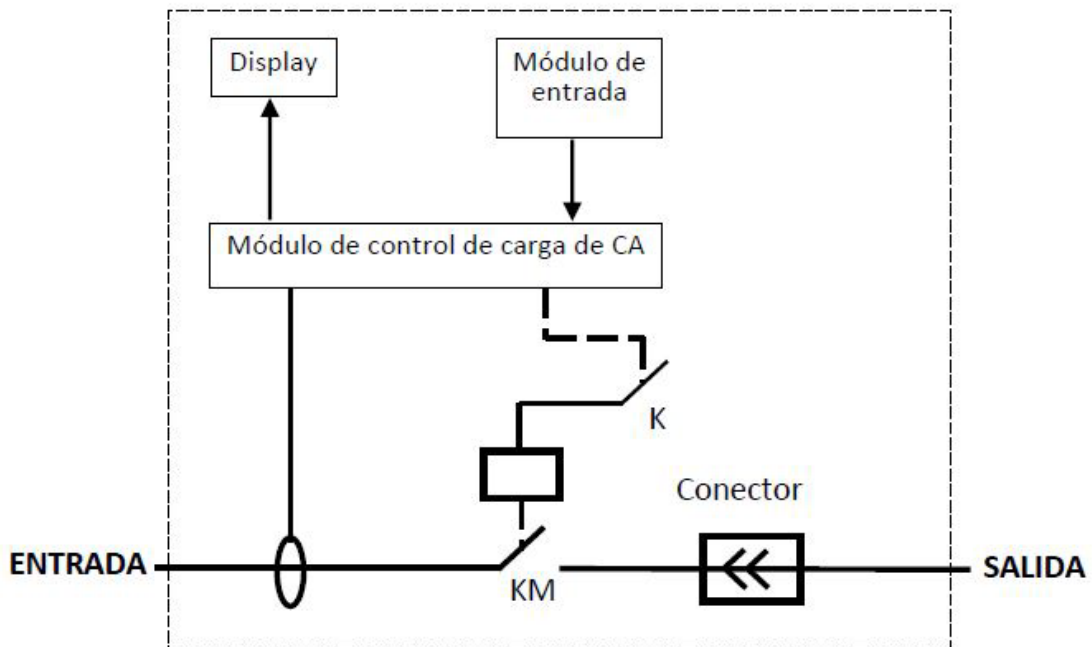 Display
Módulo de
entrada
Módulo de control de carga de CA
K
Conector
ENTRADA
KM
SALIDA